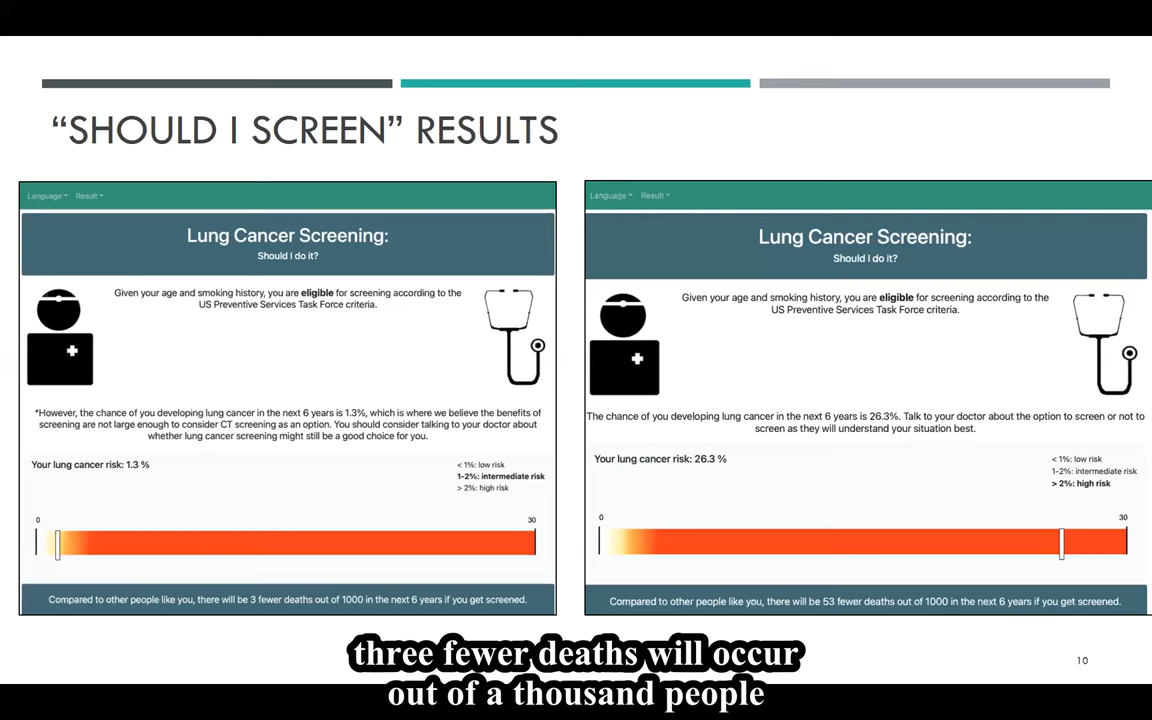 “SHOULD I SCREEN” RESULTS
Language Result
Lung Cancer Screening:
Should I do it?
Given your age and smoking history, you are eligible for screening according to the
US Preventive Services Task Force criteria.
*However, the chance of you developing lung cancer in the next 6 years is 1.3%, which is where we believe the benefits of
screening are not large enough to consider CT screening as an option. You should consider talking to your doctor about
whether lung cancer screening might still be a good choice for you.
Your lung cancer risk: 1.3 %
< 1%: low risk
1-2%: intermediate risk
> 2%: high risk
0
30
Compared to other people like you, there will be 3 fewer deaths out of 1000 in the next 6 years if you get screened.
Language Result
Lung Cancer Screening:
Should I do it?
Given your age and smoking history, you are eligible for screening according to the
US Preventive Services Task Force criteria.
The chance of you developing lung cancer in the next 6 years is 26.3%. Talk to your doctor about the option to screen or not to
screen as they will understand your situation best.
Your lung cancer risk: 26.3 %
< 1%: low risk
1-2%: intermediate risk
> 2%: high risk
0
30
Compared to other people like you, there will be 53 fewer deaths out of 1000 in the next 6 years if you get screened.
three fewer deaths will occur
out of a thousand people
10